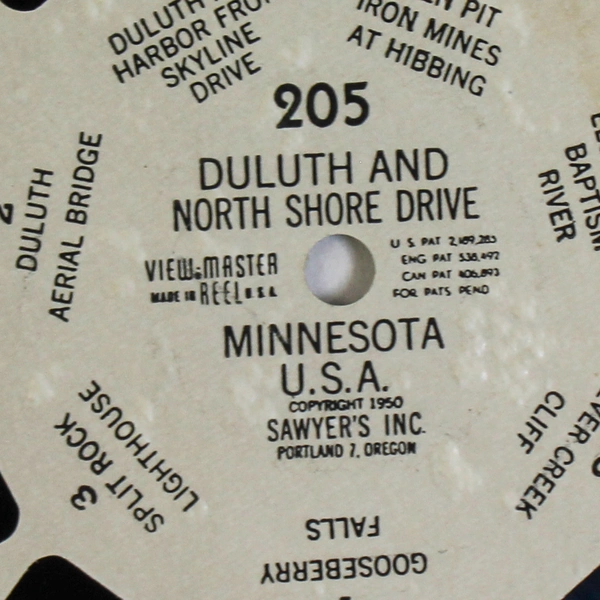 DULUTH
HARBOR
SKYLINE
DRIVE
PIT
IRON MINES
AT HIBBING
205
DULUTH AND
NORTH SHORE DRIVE
VIEW-MASTER
MADE IN REEL U.S.A.
U S. PAT 2,189,285
ENG PAT 538,492
CAN PAT 406,893
FOR PATS PEND
MINNESOTA
U.S.A.
COPYRIGHT 1950
SAWYER'S INC.
PORTLAND 7, OREGON
2
DULUTH
AERIAL BRIDGE
3
SPLIT ROCK
LIGHTHOUSE
GOOSEBERRY
FALLS
CREEK
CLIFF
BAPTISM
RIVER